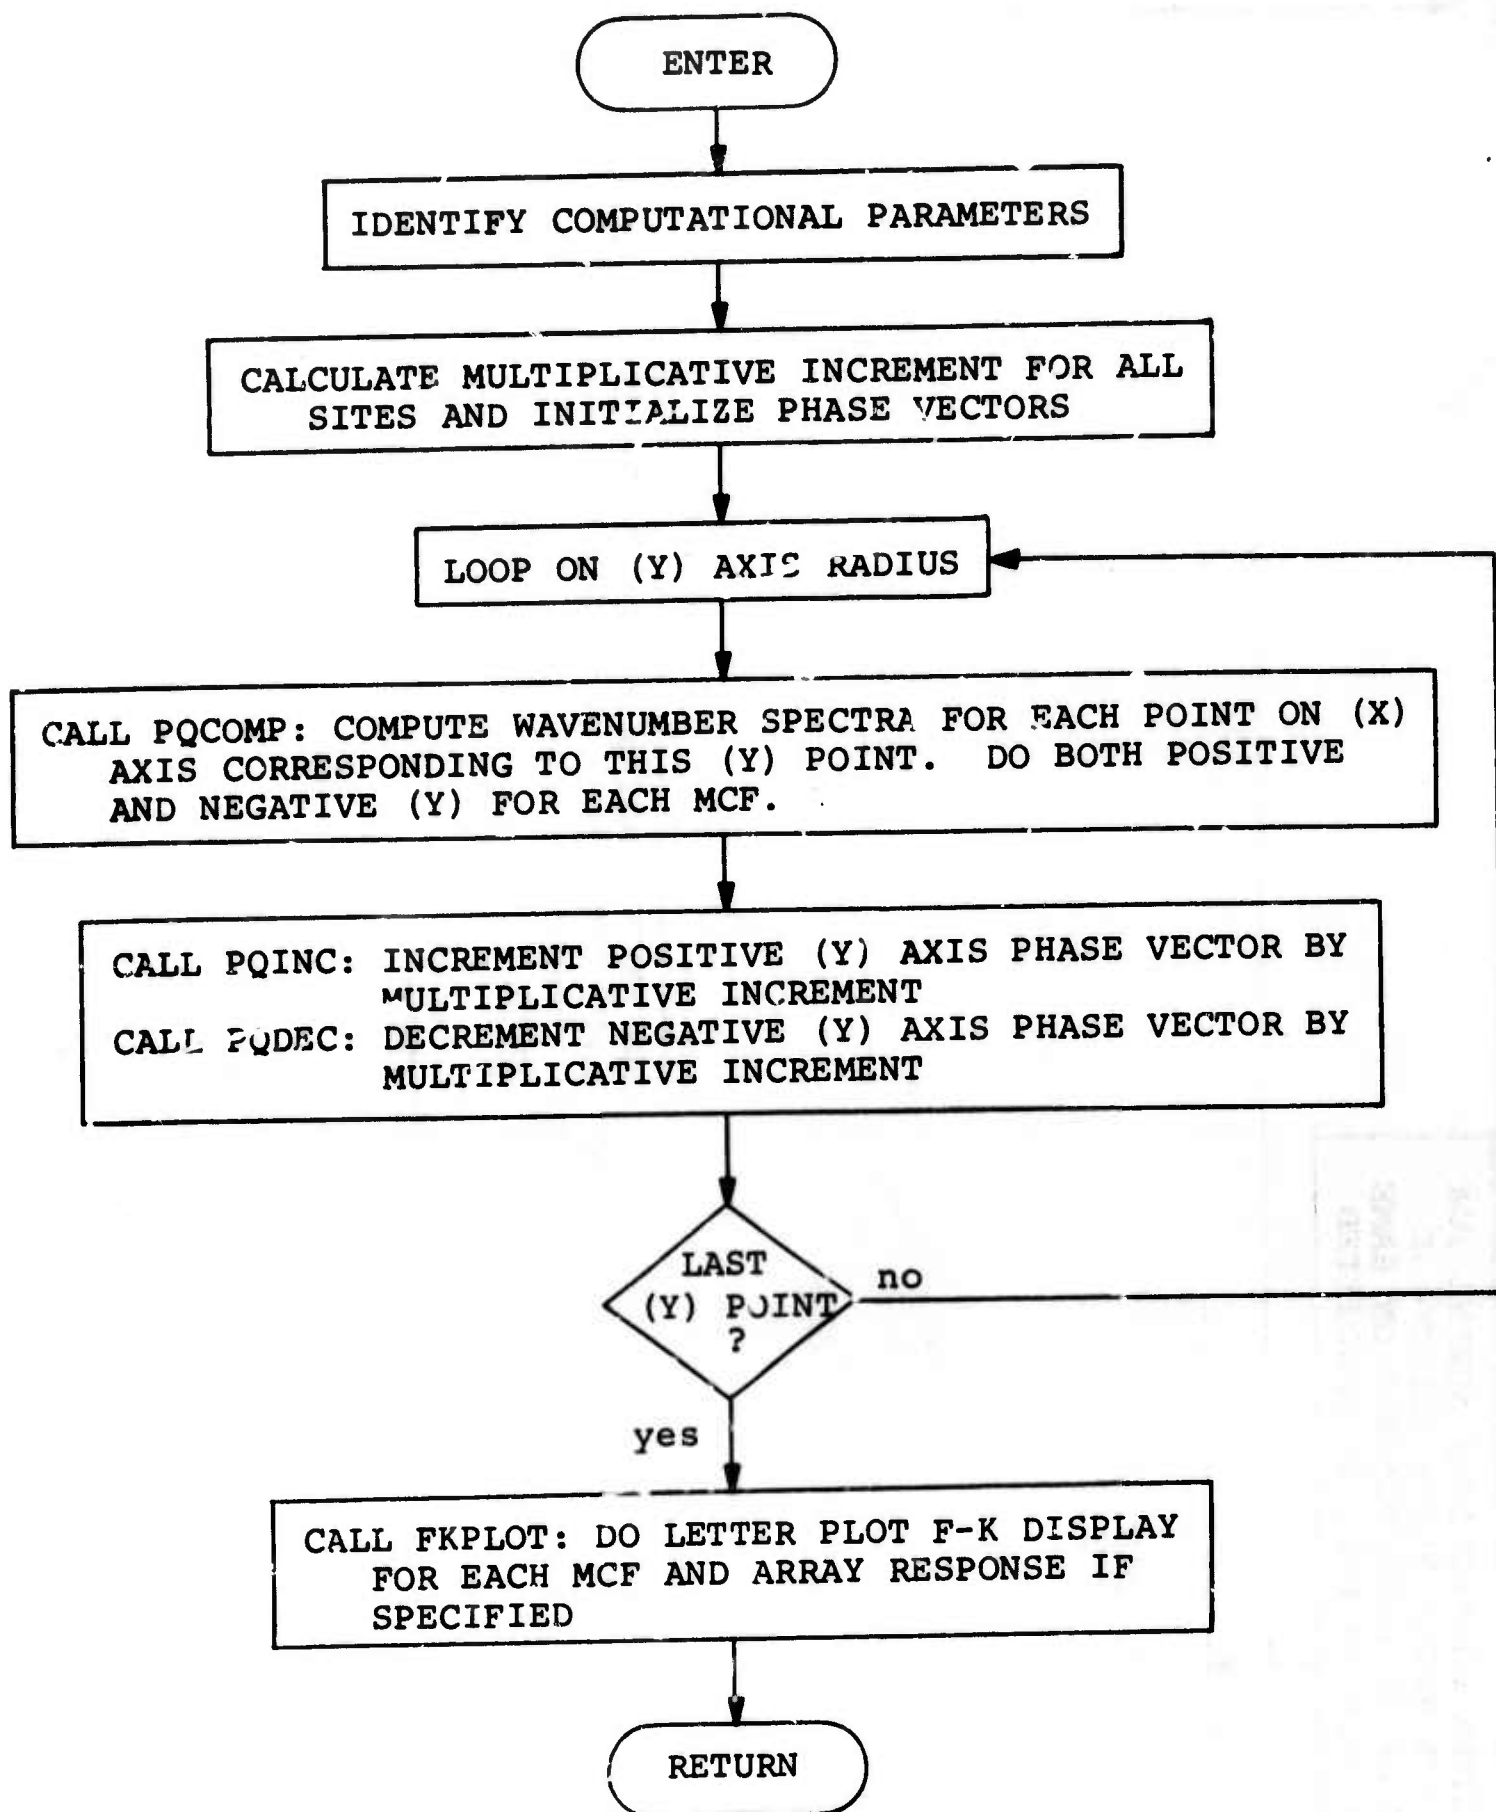 ENTER
IDENTIFY COMPUTATIONAL PARAMETERS
CALCULATE MULTIPLICATIVE INCREMENT FOR ALL
SITES AND INITIALIZE PHASE VECTORS
LOOP ON (Y) AXIS RADIUS
CALL PQCOMP: COMPUTE WAVENUMBER SPECTRA FOR EACH POINT ON (X)
AXIS CORRESPONDING TO THIS (Y) POINT. DO BOTH POSITIVE
AND NEGATIVE (Y) FOR EACH MCF.
CALL PQINC: INCREMENT POSITIVE (Y) AXIS PHASE VECTOR BY
MULTIPLICATIVE INCREMENT
CALL PQDEC: DECREMENT NEGATIVE (Y) AXIS PHASE VECTOR BY
MULTIPLICATIVE INCREMENT
LAST
(Y) POINT
?
no
yes
CALL FKPLOT: DO LETTER PLOT F-K DISPLAY
FOR EACH MCF AND ARRAY RESPONSE IF
SPECIFIED
RETURN